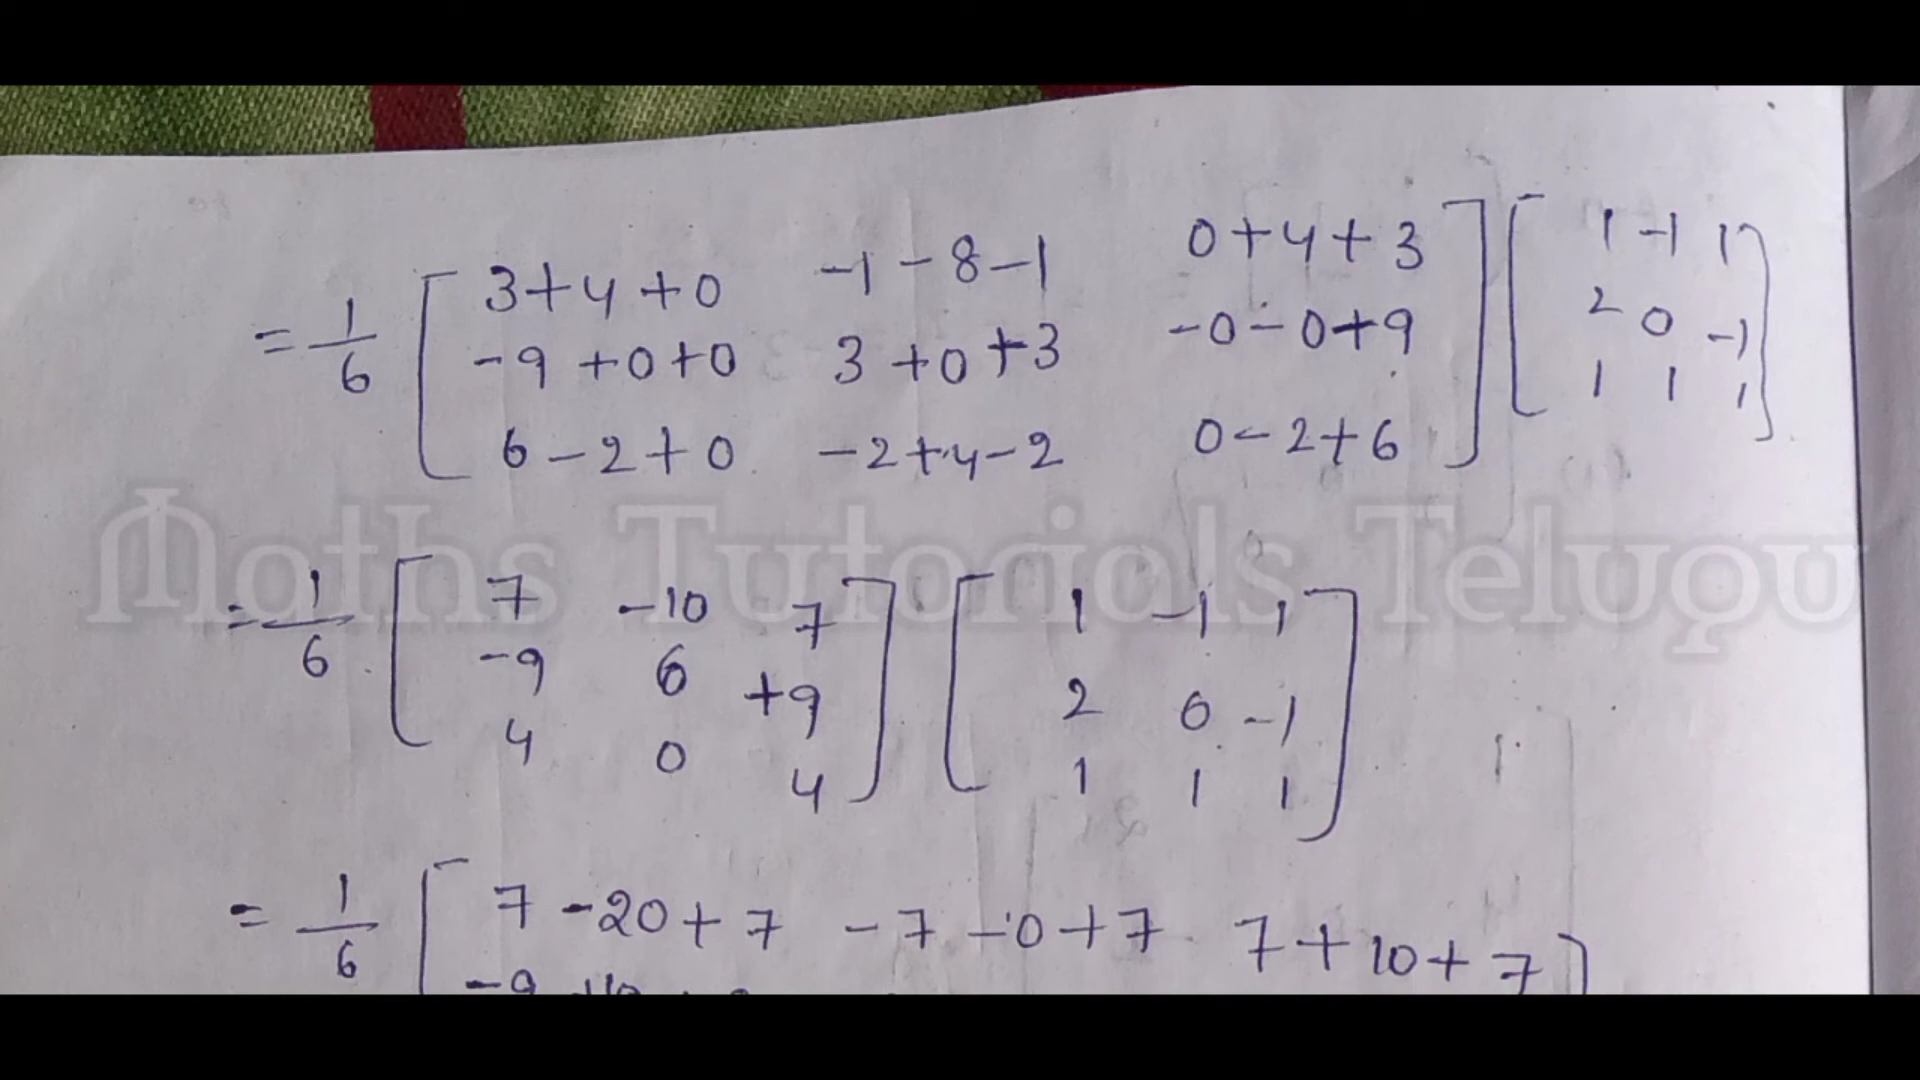 = 1/6 [ 3+4+0 -1-8-1 0+4+3 ] [ 1 -1 1 ]
-9+0+0 3+0+3 -0-0+9 2 0 -1
6-2+0 -2+4-2 0-2+6 1 1 1
Maths Tutorials Telugu
= 1/6 [ 7 -10 7 ] [ 1 -1 1 ]
-9 6 +9 2 0 -1
4 0 4 1 1 1
= 1/6 [ 7-20+7 -7-0+7 7+10+7 ]